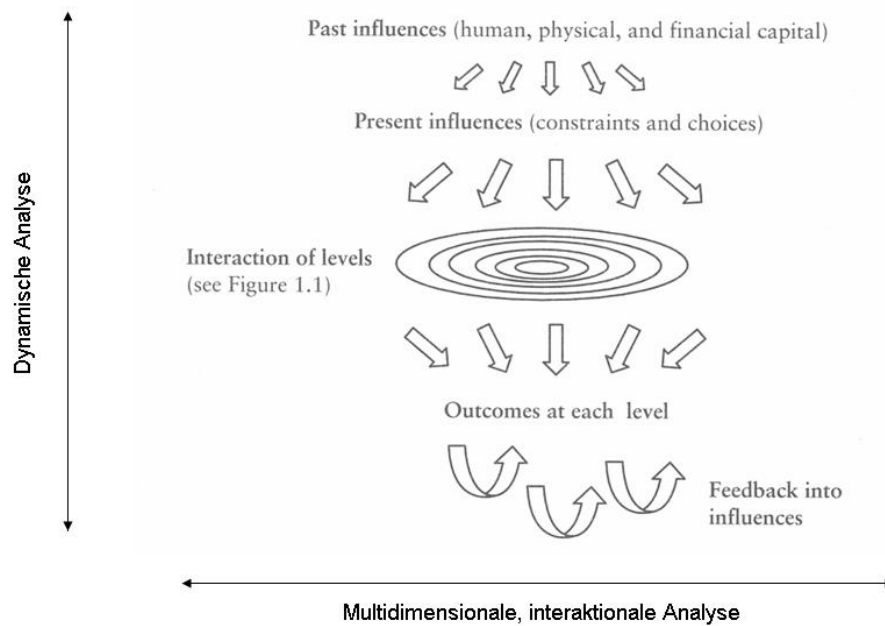 Past influences (human, physical, and financial capital)
Present influences (constraints and choices)
Dynamische Analyse
Interaction of levels
(see Figure 1.1)
Outcomes at each level
Feedback into
influences
Multidimensionale, interaktionale Analyse